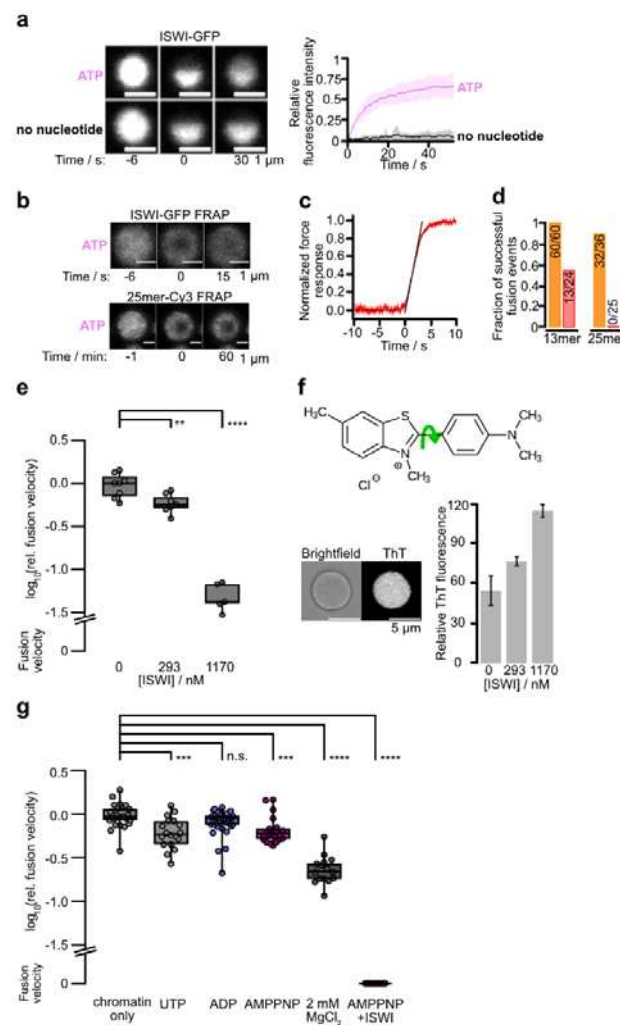 a
ISWI-GFP
ATP
no nucleotide
Time / s: -6 0 30 1 µm
Relative
fluorescence intensity
1
0.75
0.5
0.25
0
ATP
no nucleotide
0 20 40
Time / s
b
ISWI-GFP FRAP
ATP
-6 0 15 1 µm
Time / s:
25mer-Cy3 FRAP
ATP
Time / min: -1 0 60 1 µm
c
Normalized force
response
1.0
0.8
0.6
0.4
0.2
0.0
-10 -5 0 5 10
Time / s
d
Fraction of successful
fusion events
1
0.8
0.6
0.4
0.2
0
60/60
13/24
32/36
0/25
13mer 25mer
e
** ****
log10(rel. fusion velocity)
0.5
0.0
-0.5
-1.0
-1.5
Fusion
velocity
0
0 293 1170
[ISWI] / nM
f
H3C
S
N
CH3
⊕
Cl⊖
N
CH3
CH3
Brightfield ThT
5 µm
Relative ThT fluorescence
120
90
60
30
0
0 293 1170
[ISWI] / nM
g
*** n.s. *** **** ****
log10(rel. fusion velocity)
0.5
0.0
-0.5
-1.0
-1.5
Fusion
velocity
0
chromatin
only
UTP
ADP
AMPPNP
2 mM
MgCl2
AMPPNP
+ISWI